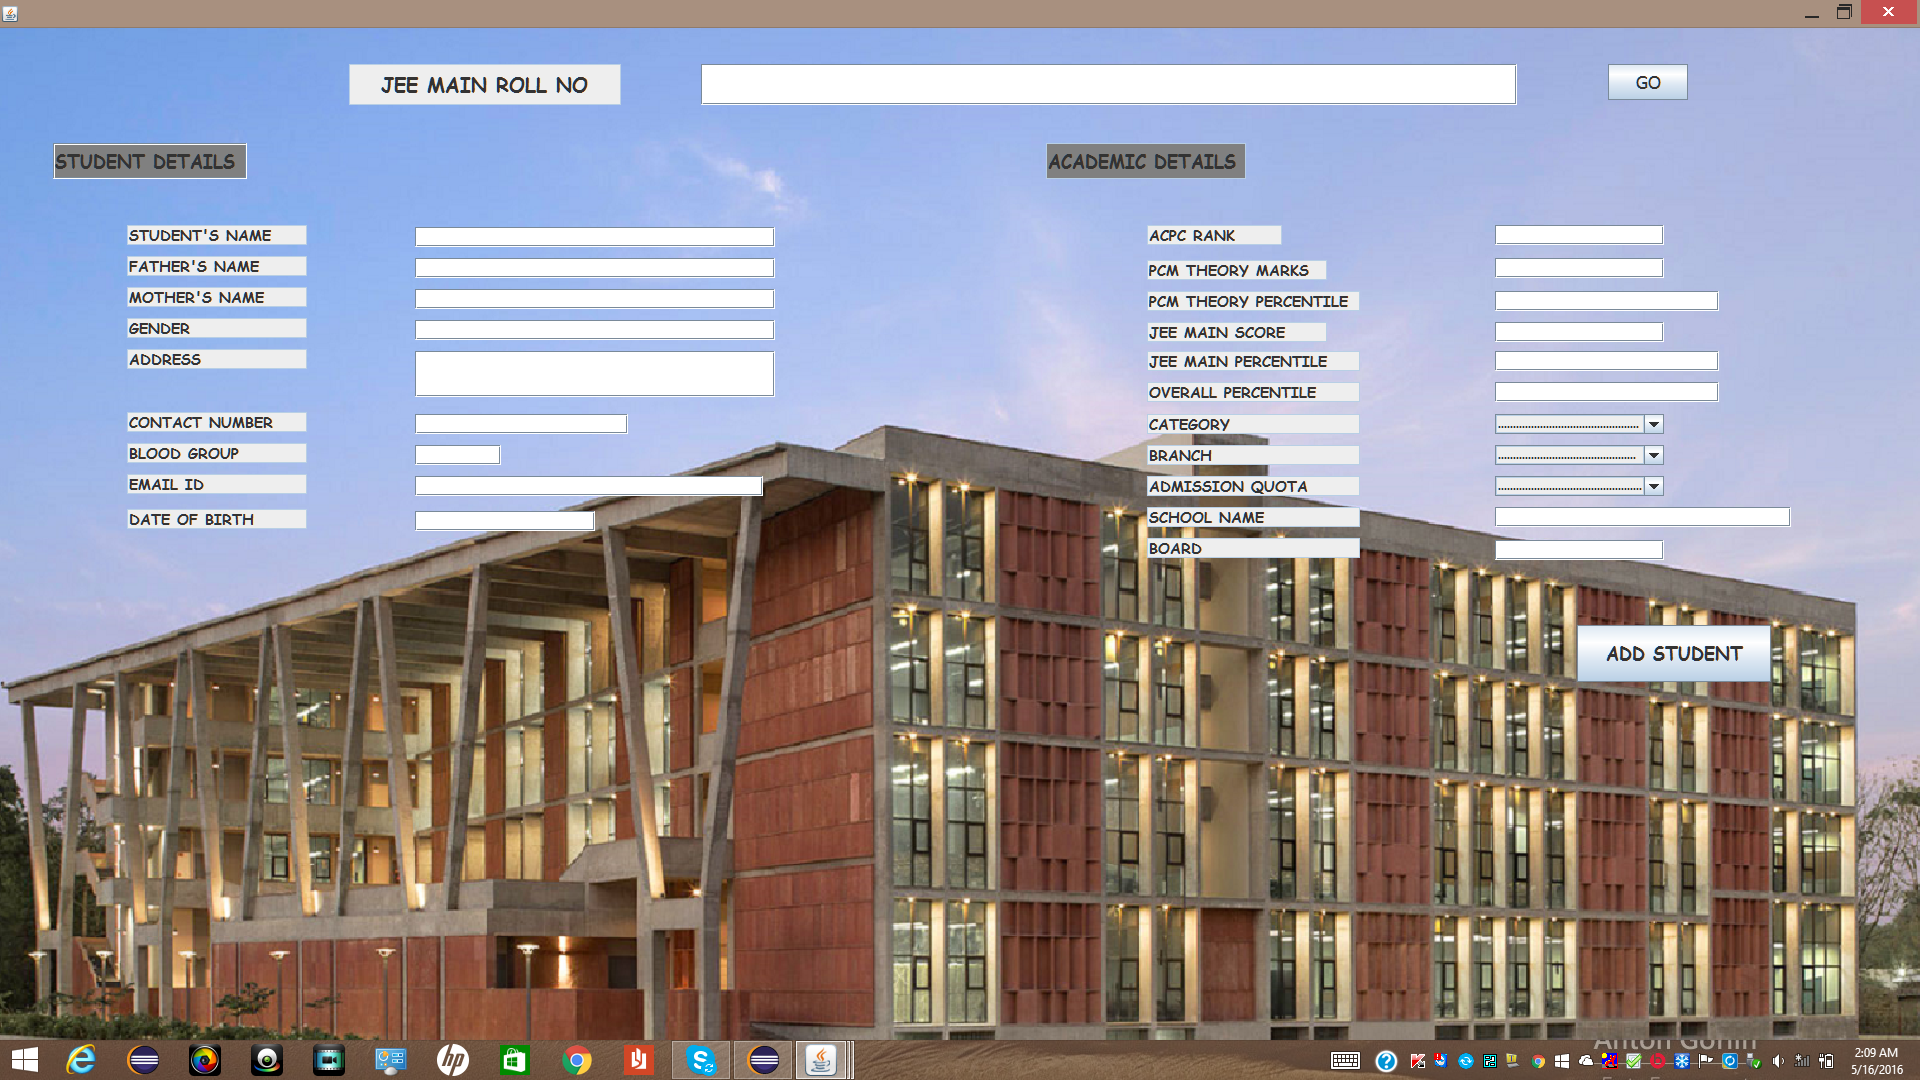 JEE MAIN ROLL NO
GO
STUDENT DETAILS
STUDENT'S NAME
FATHER'S NAME
MOTHER'S NAME
GENDER
ADDRESS
CONTACT NUMBER
BLOOD GROUP
EMAIL ID
DATE OF BIRTH
ACADEMIC DETAILS
ACPC RANK
PCM THEORY MARKS
PCM THEORY PERCENTILE
JEE MAIN SCORE
JEE MAIN PERCENTILE
OVERALL PERCENTILE
CATEGORY
BRANCH
ADMISSION QUOTA
SCHOOL NAME
BOARD
ADD STUDENT
hp
2:09 AM
5/16/2016